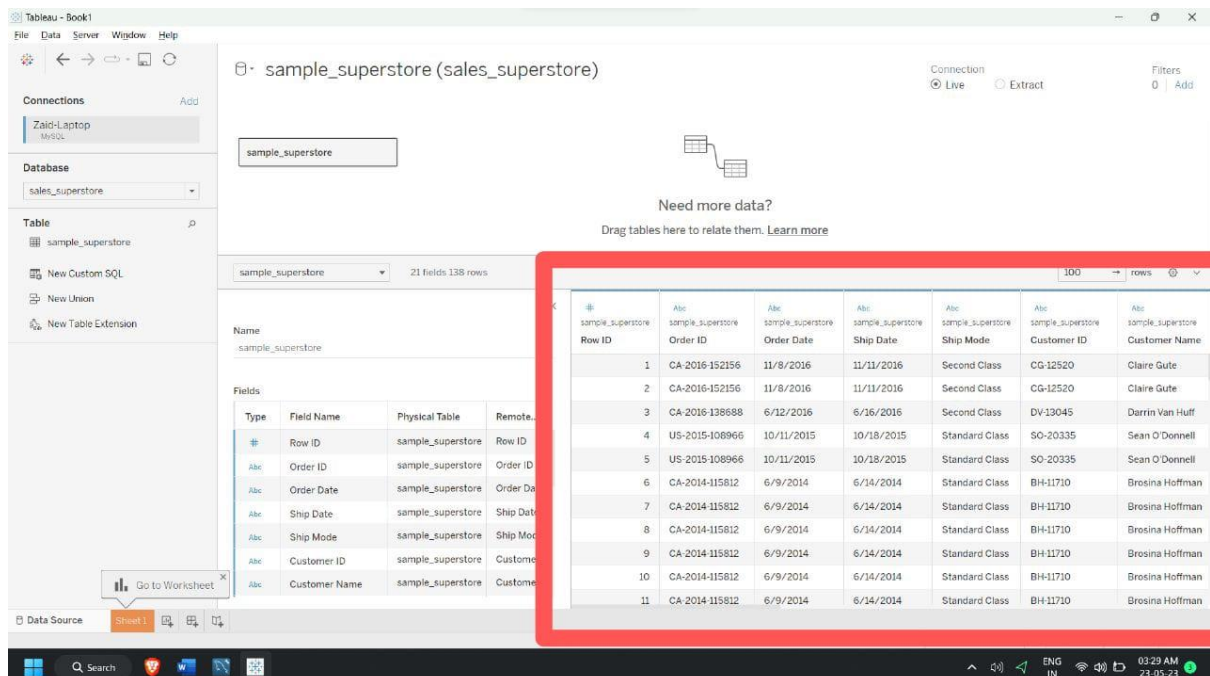 Tableau - Book1
File Data Server Window Help
sample_superstore (sales_superstore)
Connection
Live Extract
Filters
0 Add
Connections Add
Zaid-Laptop
MySQL
sample_superstore
Database
sales_superstore
Need more data?
Drag tables here to relate them. Learn more
Table
sample_superstore
New Custom SQL
New Union
New Table Extension
sample_superstore 21 fields 138 rows
100 rows
Name
sample_superstore
Fields
Type Field Name Physical Table Remote..
# Row ID sample_superstore Row ID
Abc Order ID sample_superstore Order ID
Abc Order Date sample_superstore Order Da
Abc Ship Date sample_superstore Ship Dat
Abc Ship Mode sample_superstore Ship Mod
Abc Customer ID sample_superstore Custome
Abc Customer Name sample_superstore Custome
# Abc Abc Abc Abc Abc Abc
sample_superstore sample_superstore sample_superstore sample_superstore sample_superstore sample_superstore sample_superstore
Row ID Order ID Order Date Ship Date Ship Mode Customer ID Customer Name
1 CA-2016-152156 11/8/2016 11/11/2016 Second Class CG-12520 Claire Gute
2 CA-2016-152156 11/8/2016 11/11/2016 Second Class CG-12520 Claire Gute
3 CA-2016-138688 6/12/2016 6/16/2016 Second Class DV-13045 Darrin Van Huff
4 US-2015-108966 10/11/2015 10/18/2015 Standard Class SO-20335 Sean O'Donnell
5 US-2015-108966 10/11/2015 10/18/2015 Standard Class SO-20335 Sean O'Donnell
6 CA-2014-115812 6/9/2014 6/14/2014 Standard Class BH-11710 Brosina Hoffman
7 CA-2014-115812 6/9/2014 6/14/2014 Standard Class BH-11710 Brosina Hoffman
8 CA-2014-115812 6/9/2014 6/14/2014 Standard Class BH-11710 Brosina Hoffman
9 CA-2014-115812 6/9/2014 6/14/2014 Standard Class BH-11710 Brosina Hoffman
10 CA-2014-115812 6/9/2014 6/14/2014 Standard Class BH-11710 Brosina Hoffman
11 CA-2014-115812 6/9/2014 6/14/2014 Standard Class BH-11710 Brosina Hoffman
Go to Worksheet
Data Source Sheet 1
Search
ENG
IN
03:29 AM
23-05-23
3